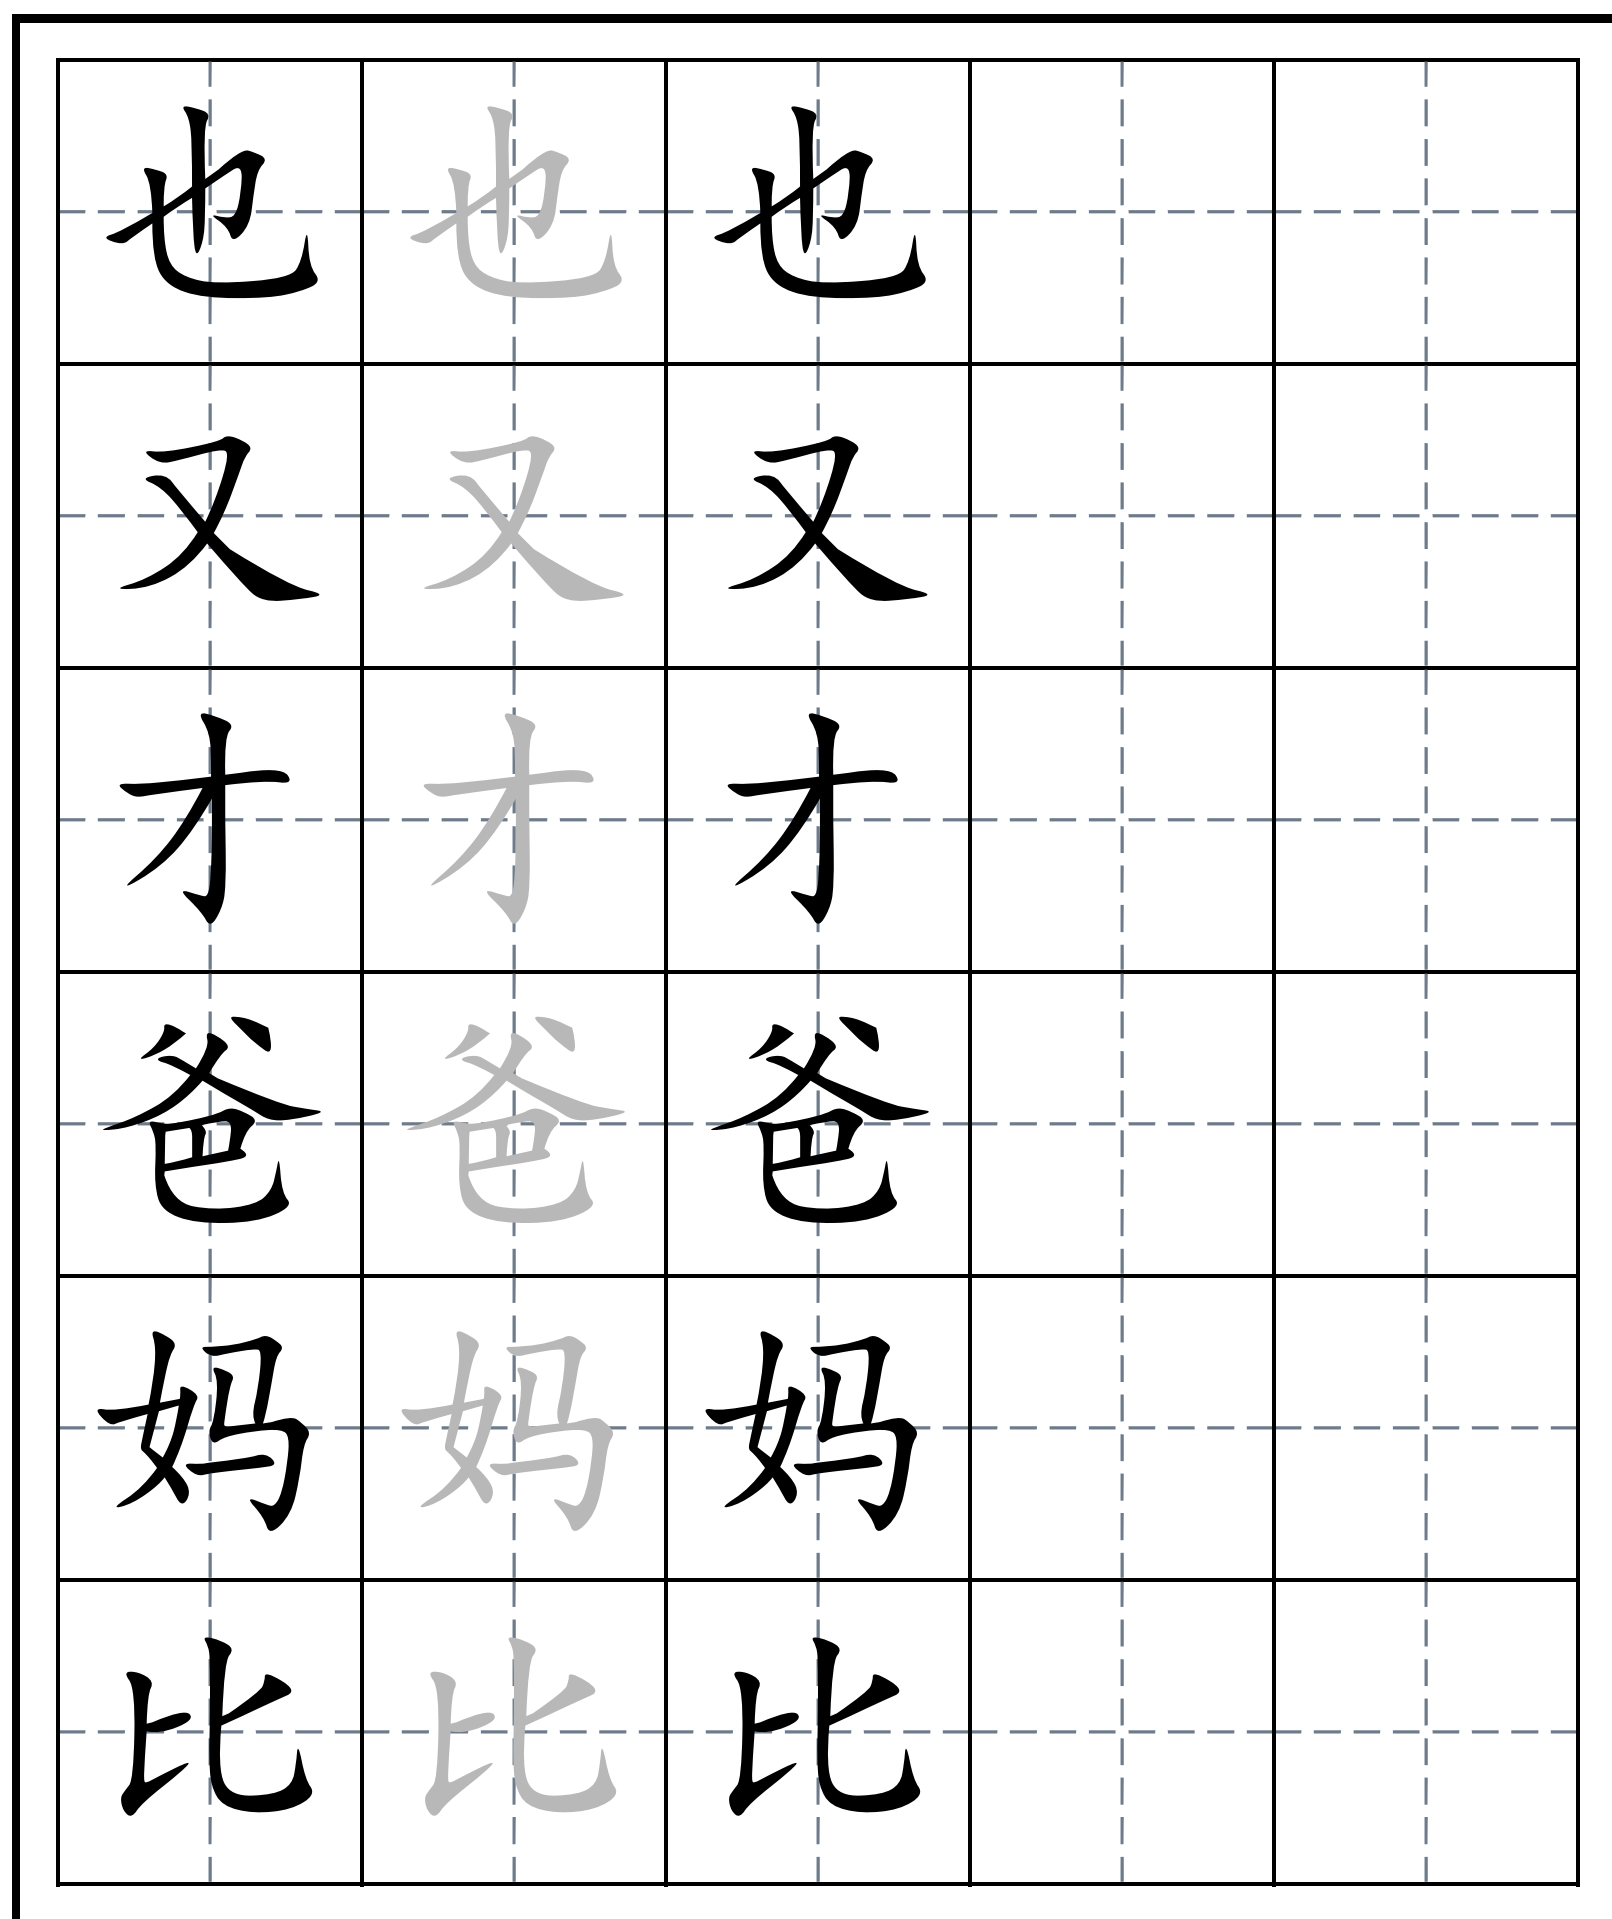 也 也 也
又 又 又
才 才 才
爸 爸 爸
妈 妈 妈
比 比 比